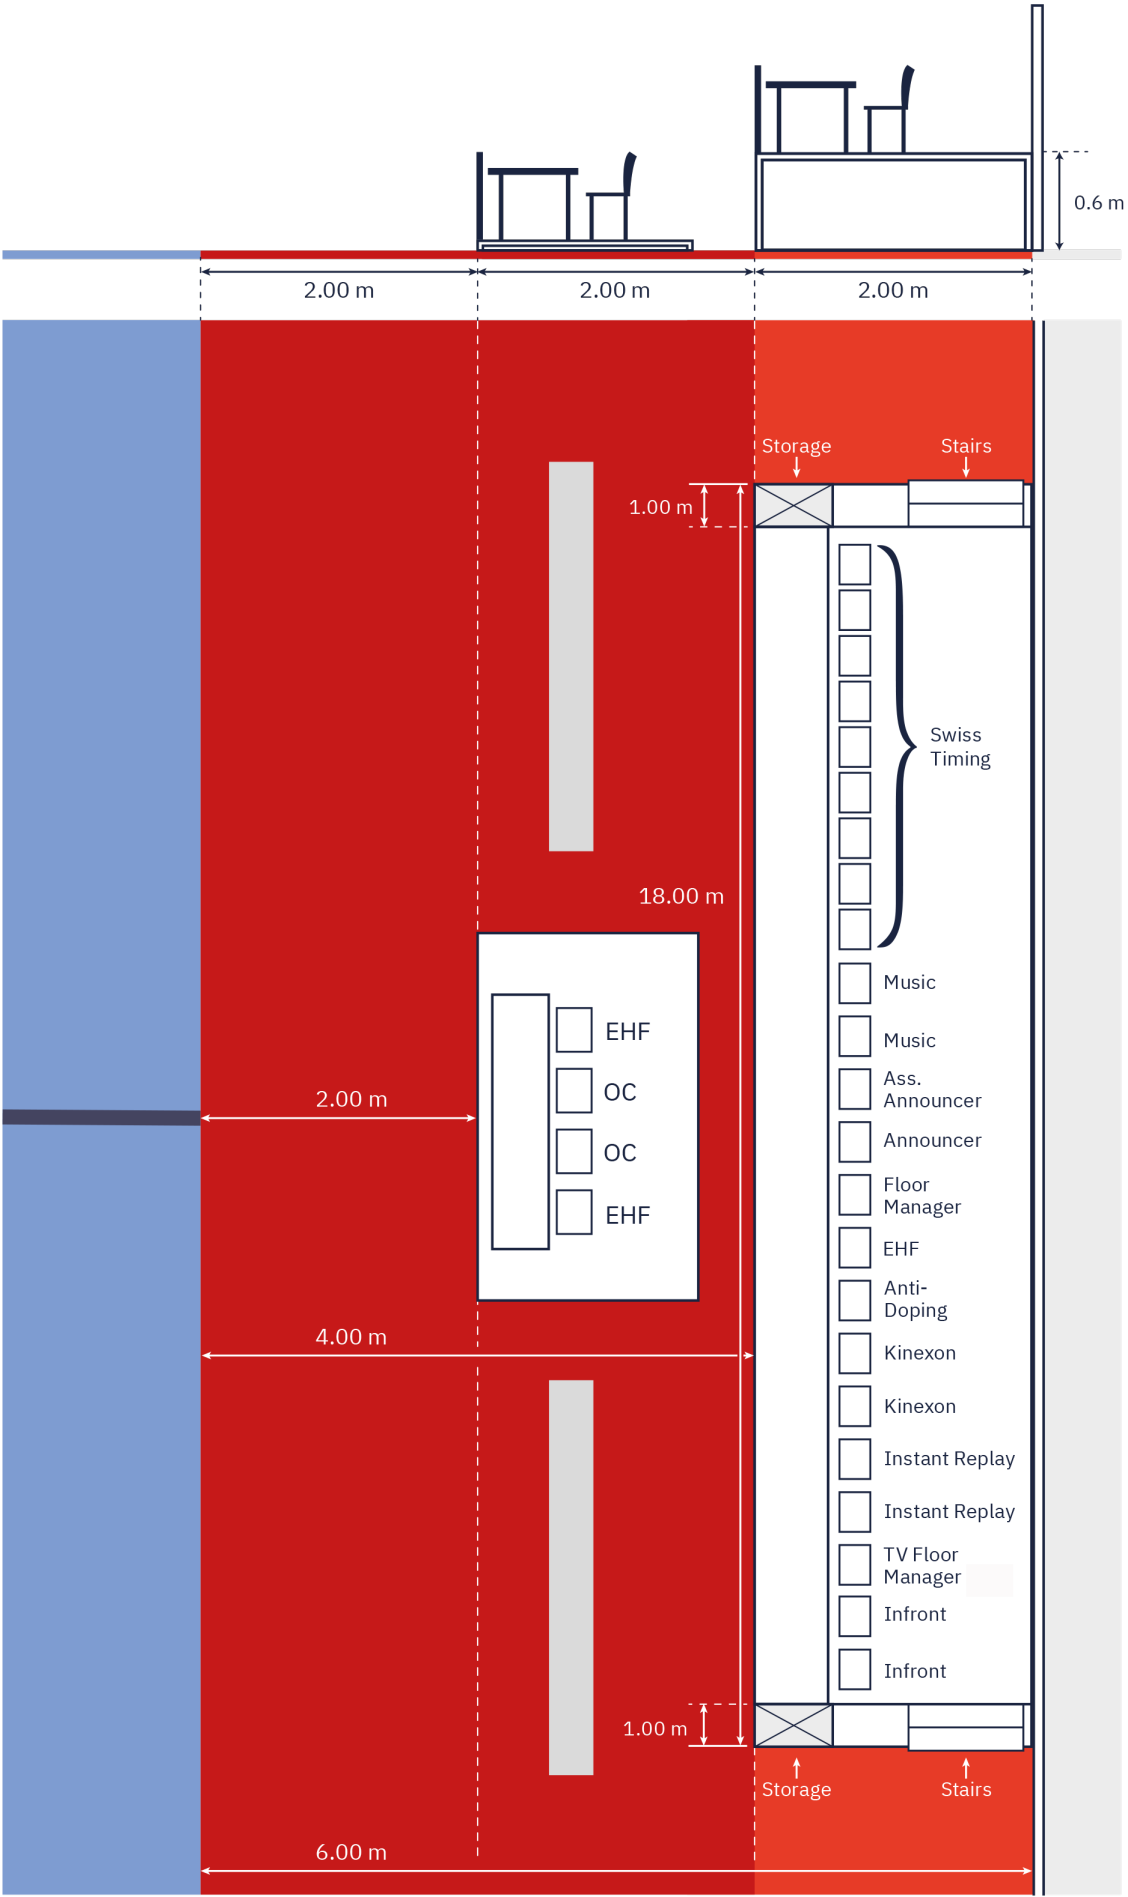 0.6 m
2.00 m
2.00 m
2.00 m
Storage
Stairs
1.00 m
Swiss
Timing
18.00 m
Music
Music
Ass.
Announcer
Announcer
Floor
Manager
EHF
Anti-
Doping
Kinexon
Kinexon
Instant Replay
Instant Replay
TV Floor
Manager
Infront
Infront
EHF
OC
OC
EHF
2.00 m
4.00 m
1.00 m
Storage
Stairs
6.00 m